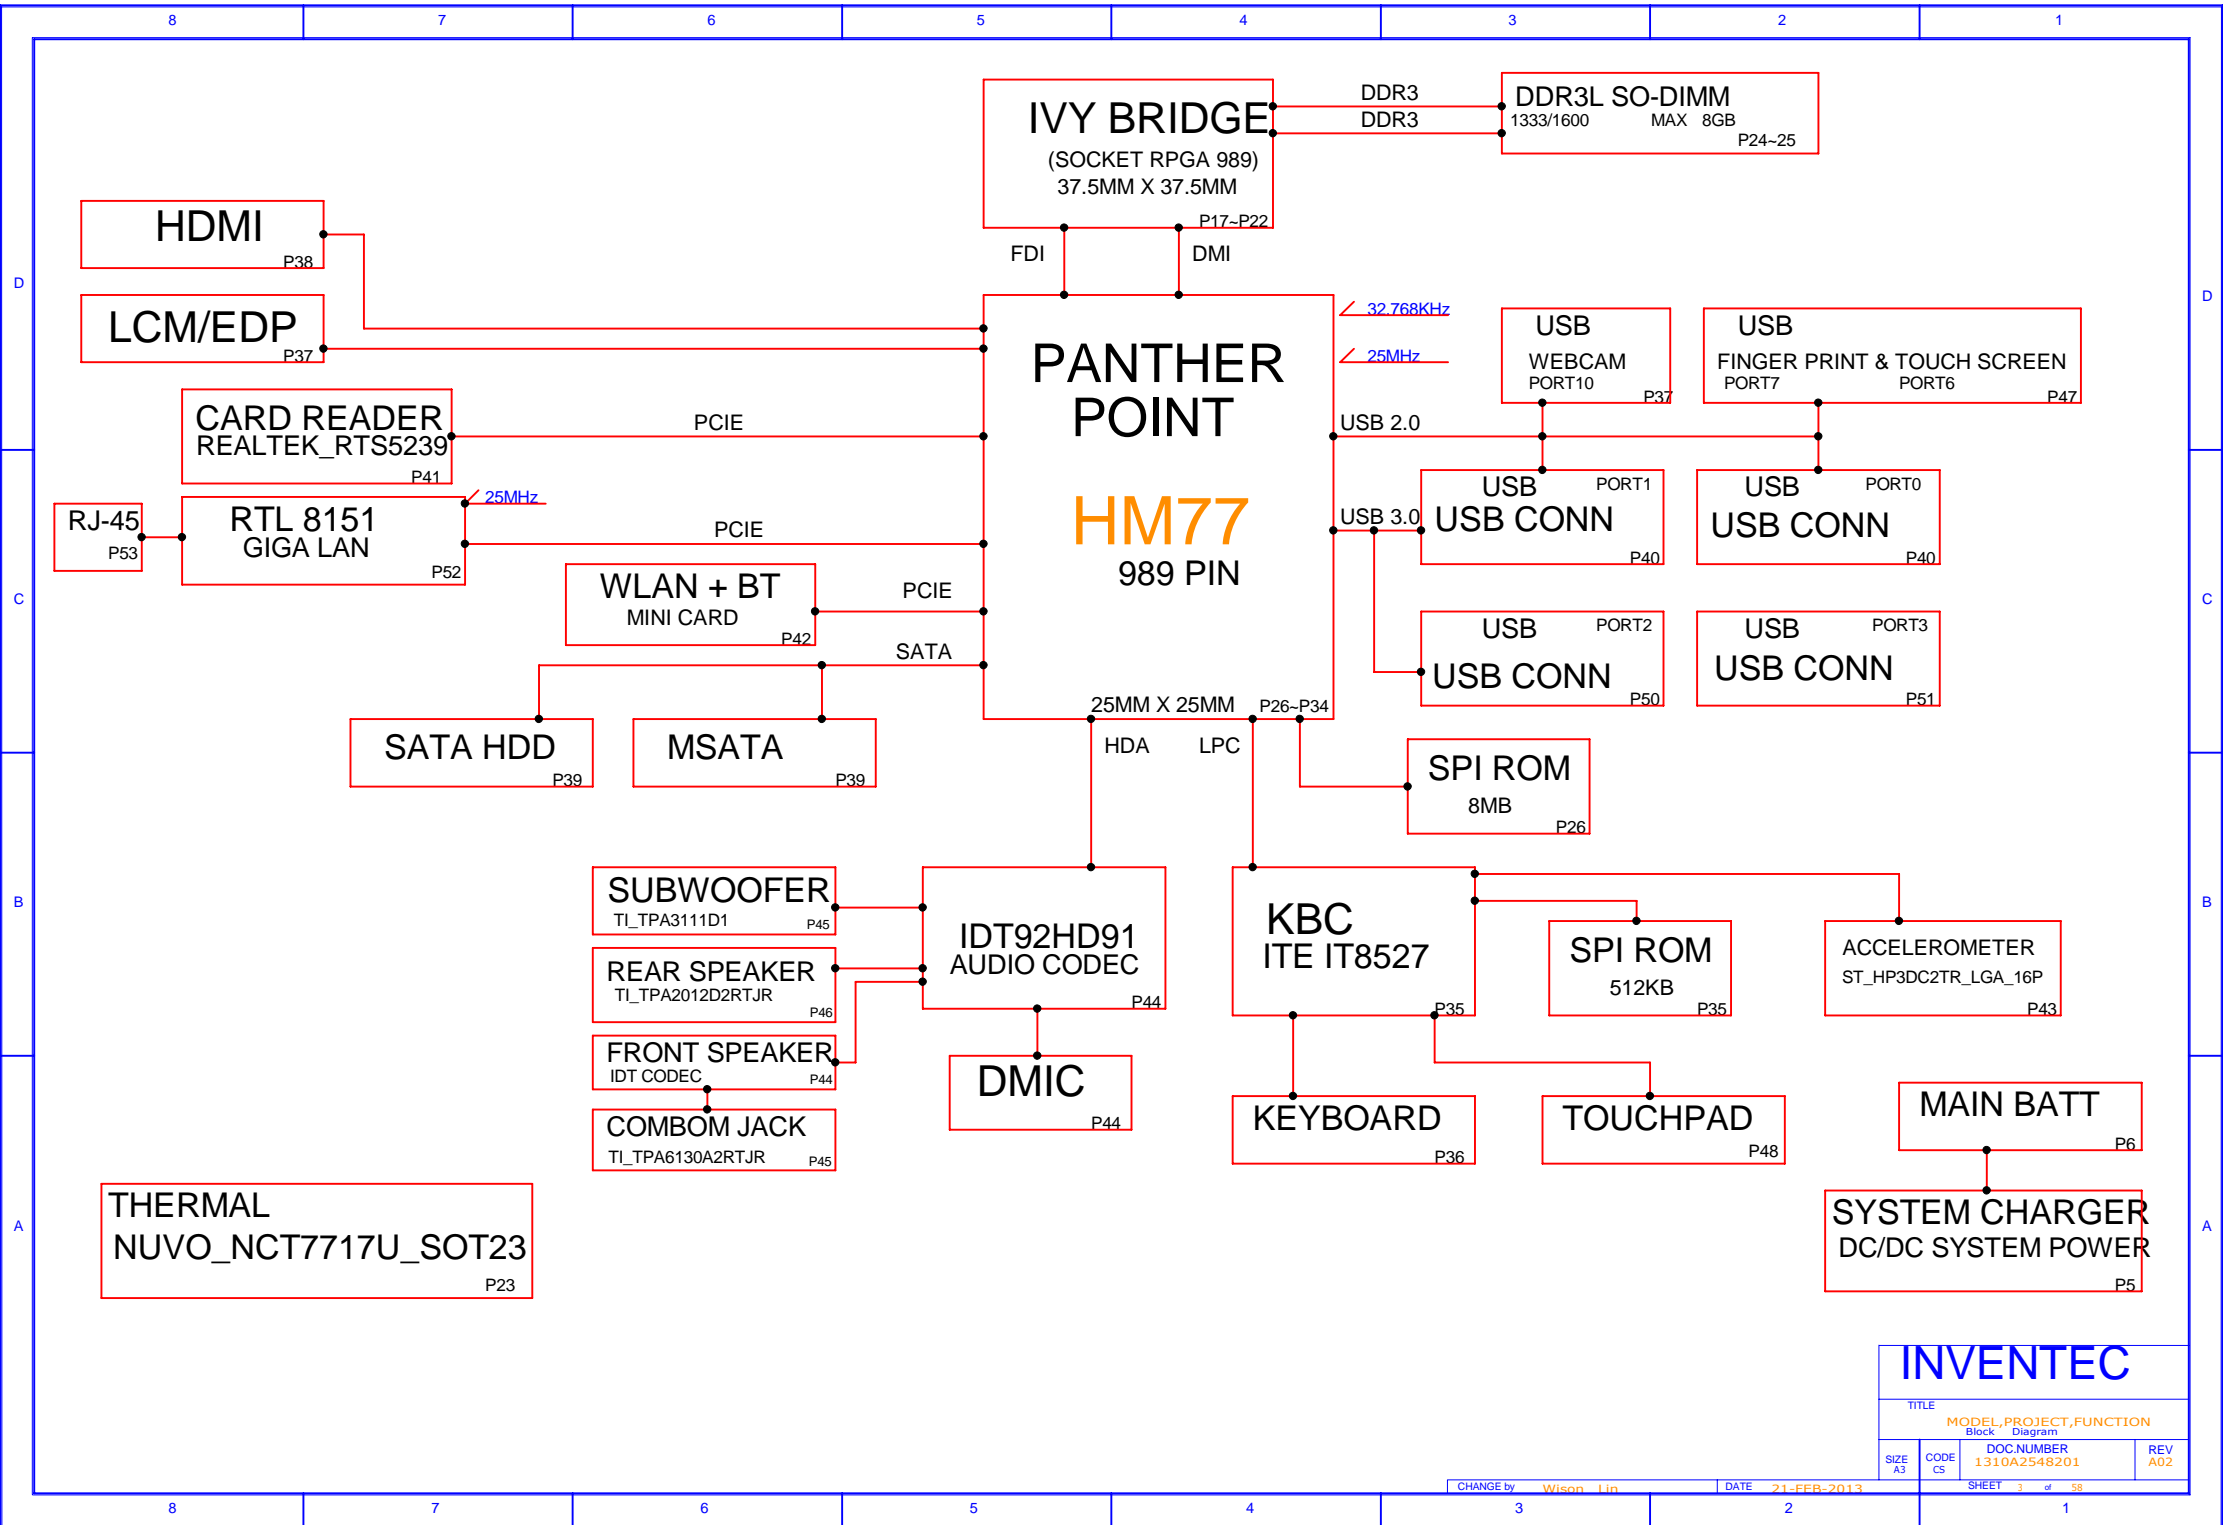 8 7 6 5 4 3 2 1
IVY BRIDGE
(SOCKET RPGA 989)
37.5MM X 37.5MM
P17~P22
DDR3
DDR3
DDR3L SO-DIMM
1333/1600 MAX 8GB
P24~25
HDMI
P38
FDI
DMI
D
D
LCM/EDP
P37
32.768KHz
25MHz
PANTHER
POINT
HM77
989 PIN
25MM X 25MM P26~P34
USB
WEBCAM
PORT10
P37
USB
FINGER PRINT & TOUCH SCREEN
PORT7 PORT6
P47
CARD READER
REALTEK_RTS5239
P41
PCIE
USB 2.0
RJ-45
P53
RTL 8151
GIGA LAN
P52
25MHz
PCIE
USB 3.0
USB PORT1
USB CONN
P40
USB PORT0
USB CONN
P40
C
C
WLAN + BT
MINI CARD
P42
PCIE
SATA
USB PORT2
USB CONN
P50
USB PORT3
USB CONN
P51
SATA HDD
P39
MSATA
P39
HDA
LPC
SPI ROM
8MB
P26
B
B
SUBWOOFER
TI_TPA3111D1 P45
REAR SPEAKER
TI_TPA2012D2RTJR
P46
FRONT SPEAKER
IDT CODEC P44
COMBOM JACK
TI_TPA6130A2RTJR P45
IDT92HD91
AUDIO CODEC
P44
DMIC
P44
KBC
ITE IT8527
P35
SPI ROM
512KB
P35
ACCELEROMETER
ST_HP3DC2TR_LGA_16P
P43
KEYBOARD
P36
TOUCHPAD
P48
MAIN BATT
P6
THERMAL
NUVO_NCT7717U_SOT23
P23
SYSTEM CHARGER
DC/DC SYSTEM POWER
P5
A
A
INVENTEC
TITLE
MODEL,PROJECT,FUNCTION
Block Diagram
SIZE
A3
CODE
CS
DOC.NUMBER
1310A2548201
REV
A02
CHANGE by Wison Lin
DATE 21-FEB-2013
SHEET 3 of 58
8 7 6 5 4 3 2 1